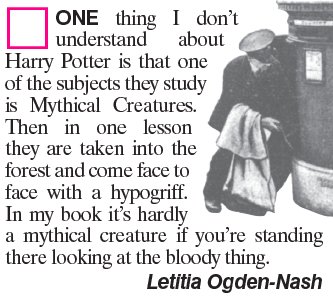 ONE thing I don't
understand about
Harry Potter is that one
of the subjects they study
is Mythical Creatures.
Then in one lesson
they are taken into the
forest and come face to
face with a hypogriff.
In my book it's hardly
a mythical creature if you're standing
there looking at the bloody thing.
Letitia Ogden-Nash